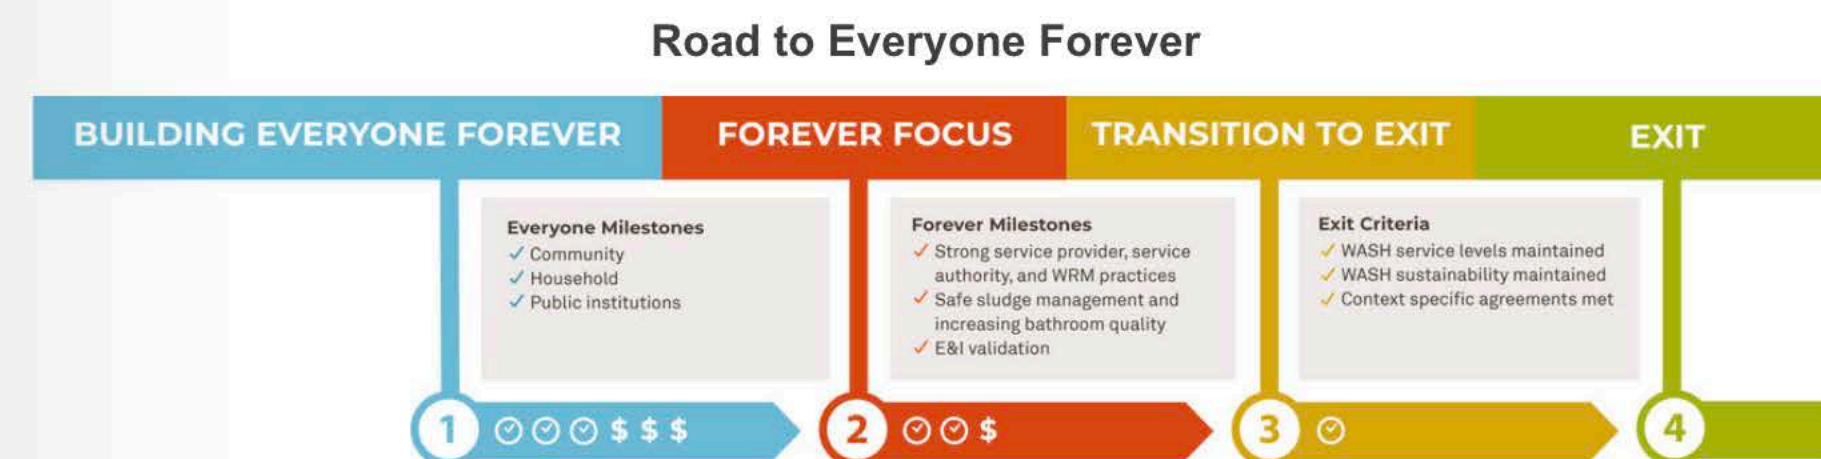 Road to Everyone Forever
BUILDING EVERYONE FOREVER
FOREVER FOCUS
TRANSITION TO EXIT
EXIT
Everyone Milestones
✓ Community
✓ Household
✓ Public institutions
Forever Milestones
✓ Strong service provider, service
authority, and WRM practices
✓ Safe sludge management and
increasing bathroom quality
✓ E&I validation
Exit Criteria
✓ WASH service levels maintained
✓ WASH sustainability maintained
✓ Context specific agreements met
1 $ $ $
2 $
3
4